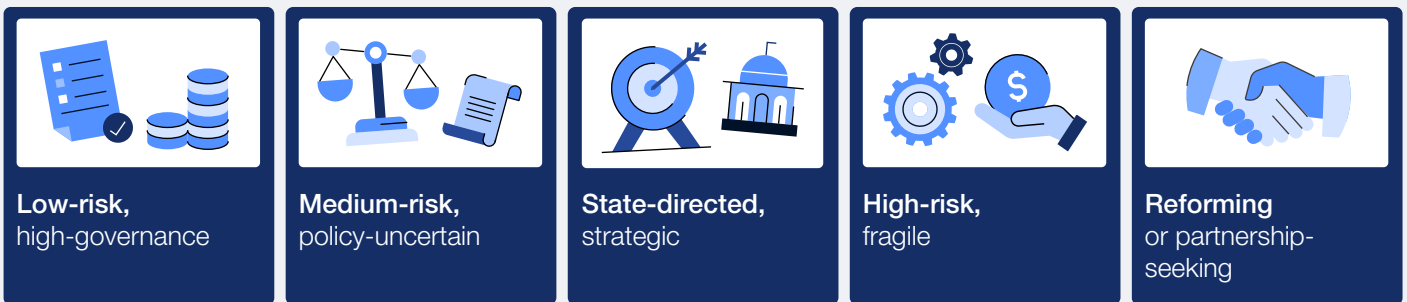 Low-risk,
high-governance
Medium-risk,
policy-uncertain
State-directed,
strategic
High-risk,
fragile
Reforming
or partnership-
seeking